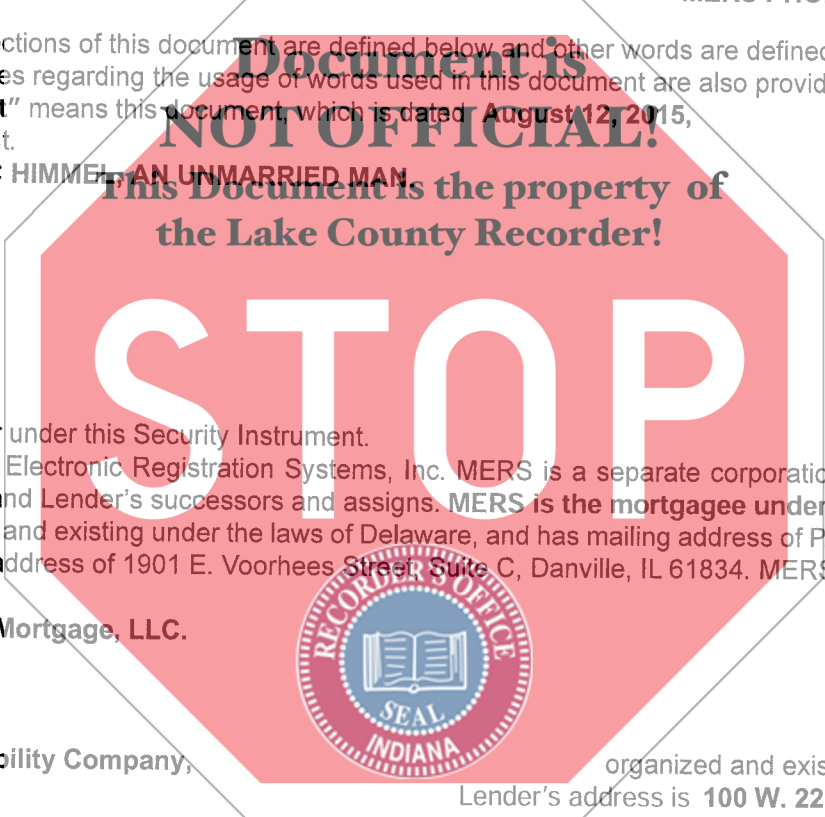 ctions of this document are defined below and other words are defined
es regarding the usage of words used in this document are also provid
t” means this document, which is dated August 12, 2015,
t.
HIMMEL, AN UNMARRIED MAN.
Document is
NOT OFFICIAL!
This Document is the property of
the Lake County Recorder!
STOP
under this Security Instrument.
Electronic Registration Systems, Inc. MERS is a separate corporatio
nd Lender's successors and assigns. MERS is the mortgagee under
and existing under the laws of Delaware, and has mailing address of P
ddress of 1901 E. Voorhees Street, Suite C, Danville, IL 61834. MERS
RECORDER'S OFFICE
SEAL
INDIANA
Mortgage, LLC.
bility Company,
organized and exis
Lender's address is 100 W. 22